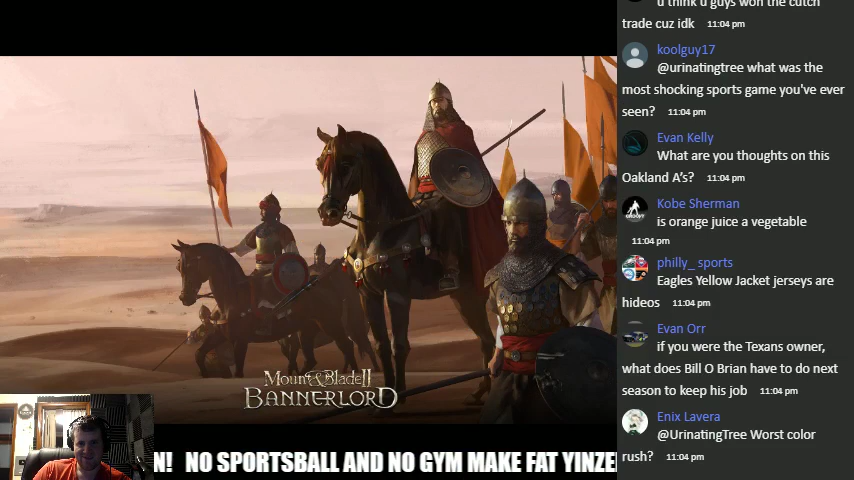 u think u guys won the clutch
trade cuz idk 11:04 pm
koolguy17
@urinatingtree what was the
most shocking sports game you've ever
seen? 11:04 pm
Evan Kelly
What are you thoughts on this
Oakland A's? 11:04 pm
Kobe Sherman
is orange juice a vegetable
11:04 pm
philly_ sports
Eagles Yellow Jacket jerseys are
hideos 11:04 pm
Evan Orr
if you were the Texans owner,
what does Bill O Brian have to do next
season to keep his job 11:04 pm
Enix Lavera
@UrinatingTree Worst color
rush? 11:04 pm
Mount & Blade II
BANNERLORD
N! NO SPORTSBALL AND NO GYM MAKE FAT YINZE